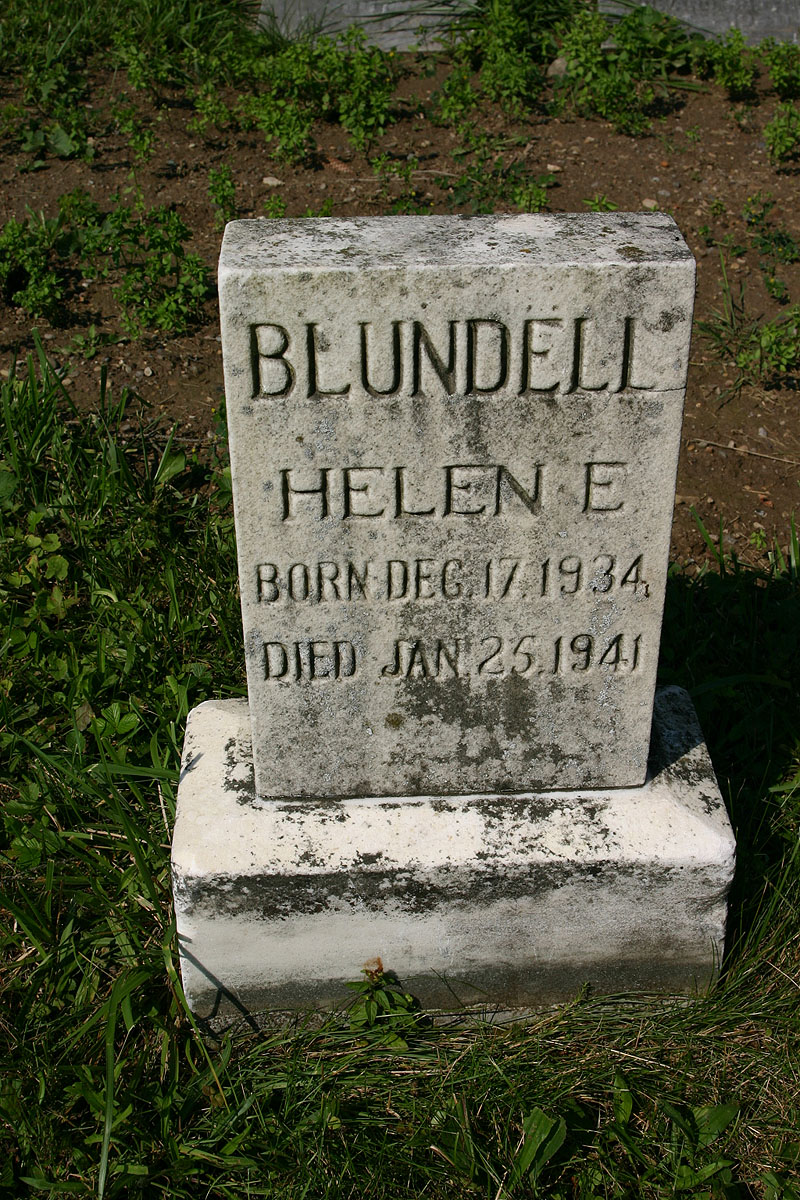 BLUNDELL
HELEN E.
BORN DEC. 17. 1934
DIED JAN. 25. 1941